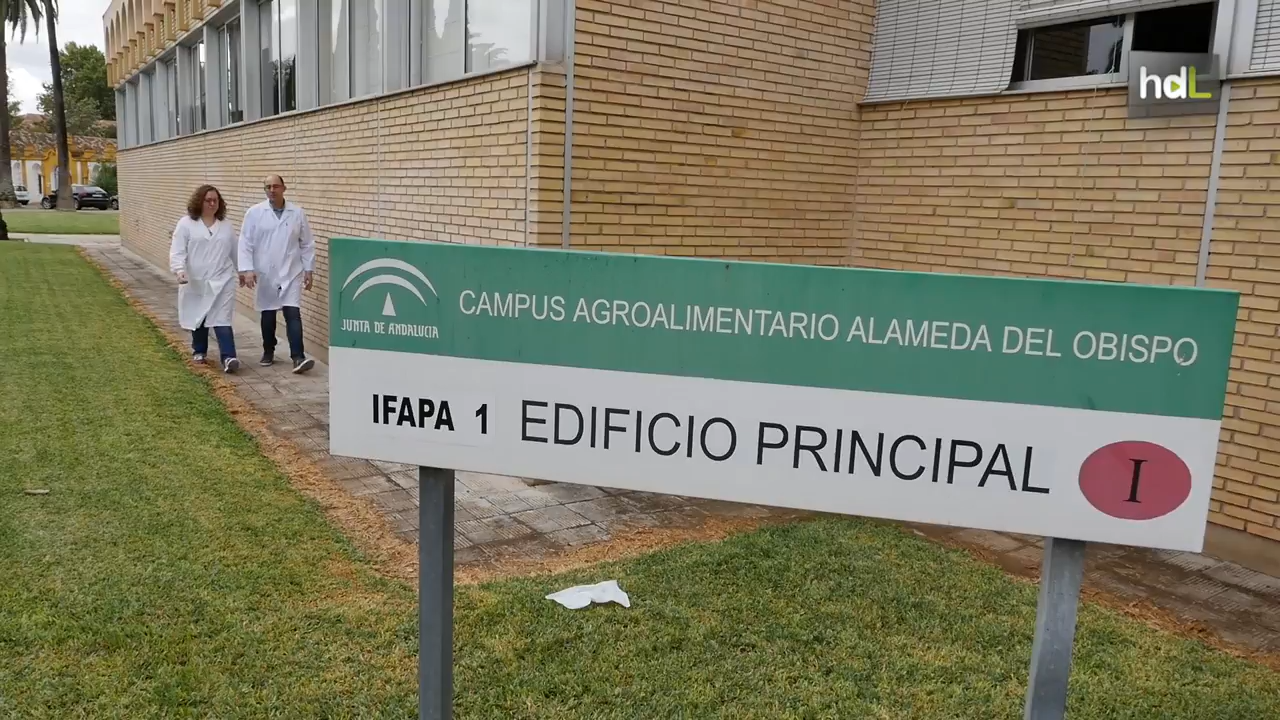 hdL
JUNTA DE ANDALUCIA
CAMPUS AGROALIMENTARIO ALAMEDA DEL OBISPO
IFAPA 1 EDIFICIO PRINCIPAL I